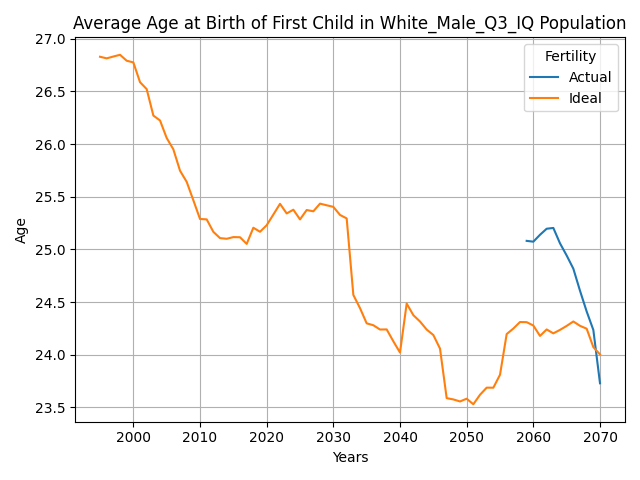 Average Age at Birth of First Child in White_Male_Q3_IQ Population
27.0
26.5
26.0
25.5
25.0
24.5
24.0
23.5
Age
Fertility
Actual
Ideal
2000 2010 2020 2030 2040 2050 2060 2070
Years